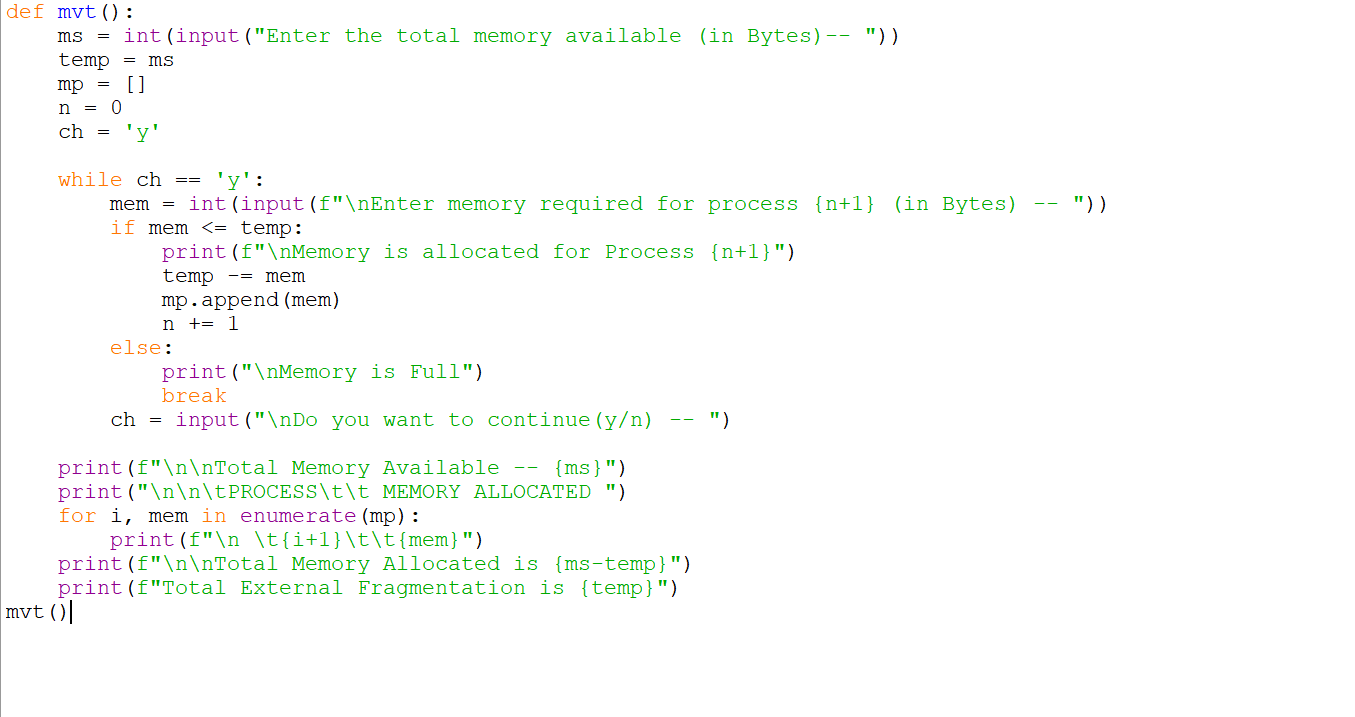 def mvt():
    ms = int(input("Enter the total memory available (in Bytes)-- "))
    temp = ms
    mp = []
    n = 0
    ch = 'y'

    while ch == 'y':
        mem = int(input(f"\nEnter memory required for process {n+1} (in Bytes) -- "))
        if mem <= temp:
            print(f"\nMemory is allocated for Process {n+1}")
            temp -= mem
            mp.append(mem)
            n += 1
        else:
            print("\nMemory is Full")
            break
        ch = input("\nDo you want to continue(y/n) -- ")

    print(f"\n\nTotal Memory Available -- {ms}")
    print("\n\n\tPROCESS\t\t MEMORY ALLOCATED ")
    for i, mem in enumerate(mp):
        print(f"\n \t{i+1}\t\t{mem}")
    print(f"\n\nTotal Memory Allocated is {ms-temp}")
    print(f"Total External Fragmentation is {temp}")
mvt()